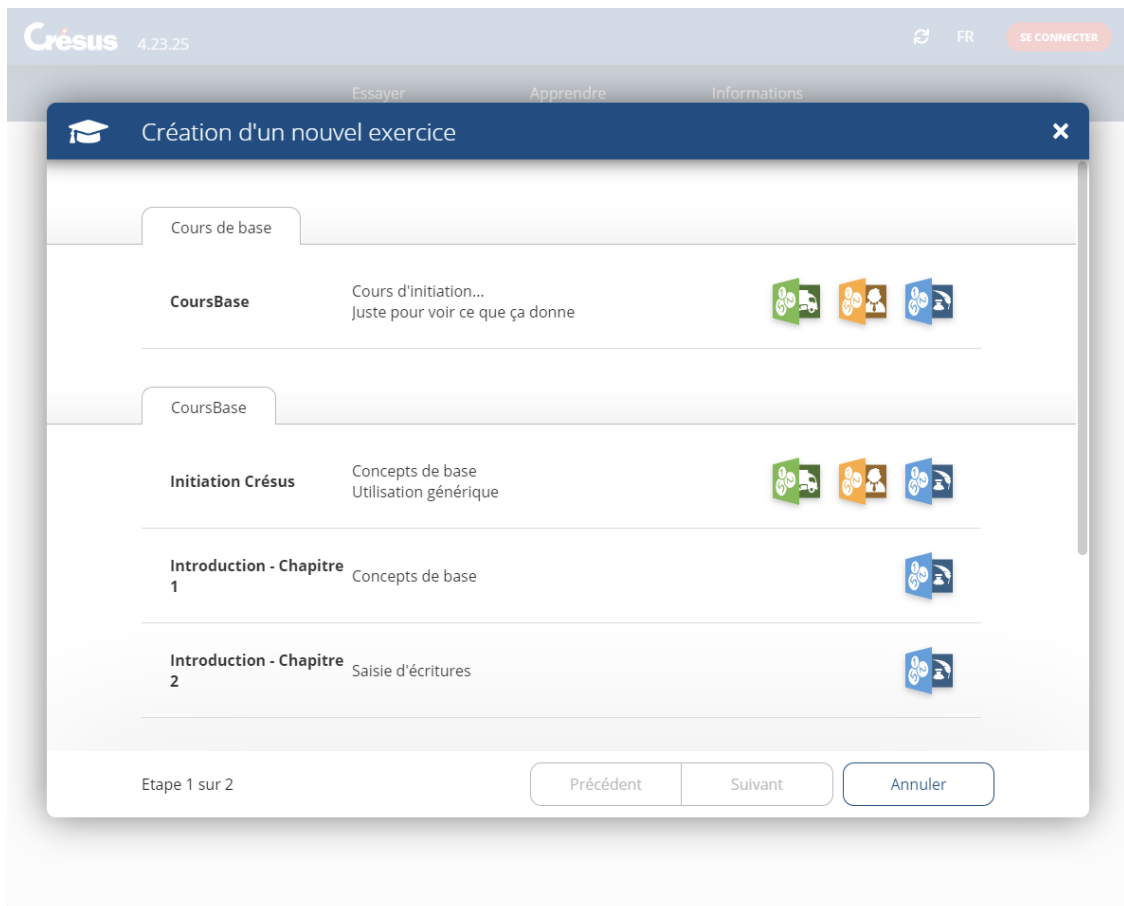 Crésus 4.23.25 FR SE CONNECTER
Essayer Apprendre Informations
Création d'un nouvel exercice
Cours de base
CoursBase
Cours d'initiation...
Juste pour voir ce que ça donne
CoursBase
Initiation Crésus
Concepts de base
Utilisation générique
Introduction - Chapitre
1
Concepts de base
Introduction - Chapitre
2
Saisie d'écritures
Etape 1 sur 2 Précédent Suivant Annuler